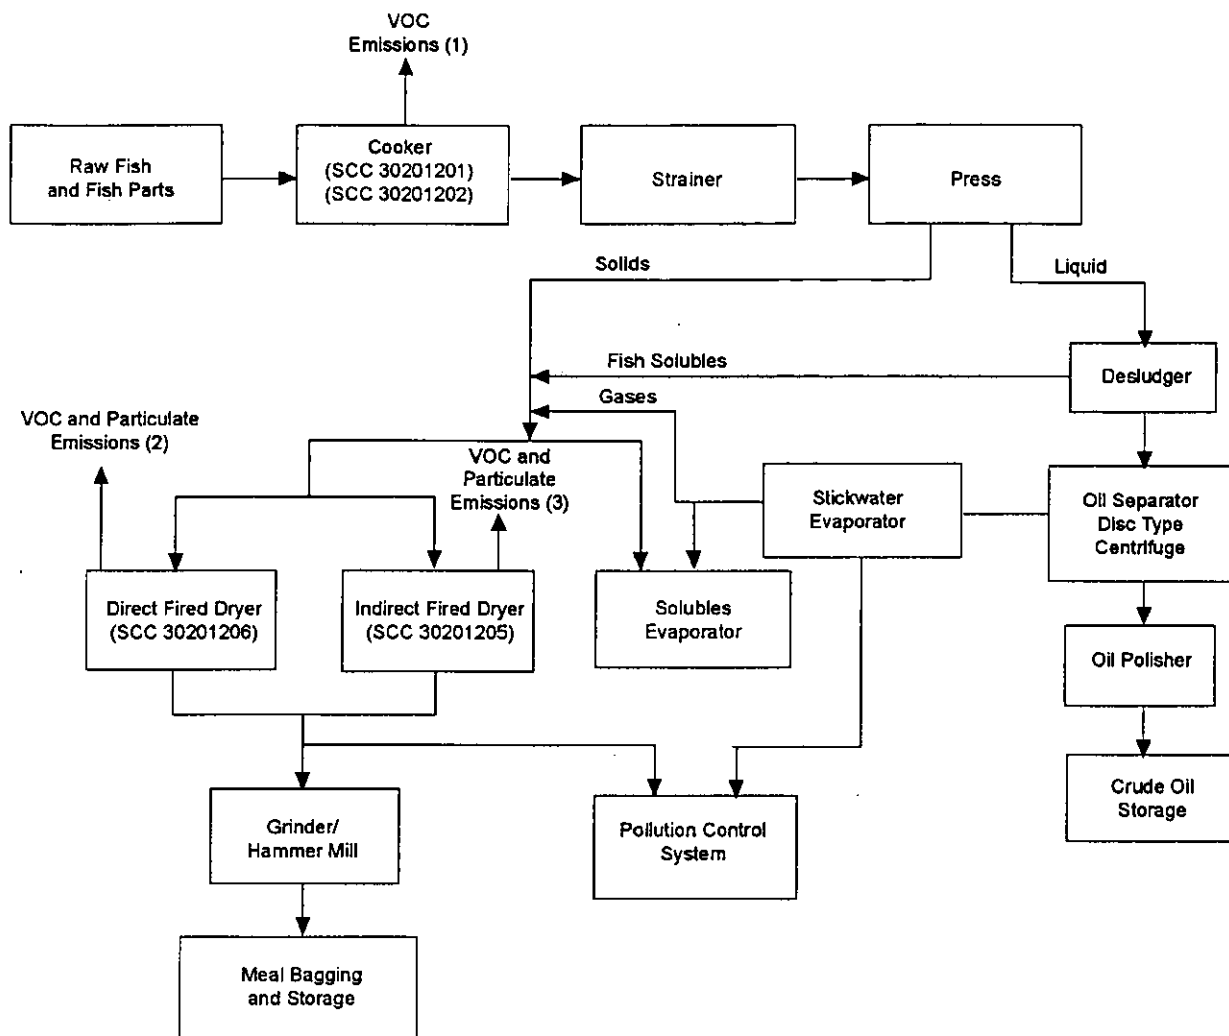 VOC
Emissions (1)
Raw Fish
and Fish Parts
Cooker
(SCC 30201201)
(SCC 30201202)
Strainer
Press
Solids
Liquid
Fish Solubles
Desludger
Gases
VOC and Particulate
Emissions (2)
VOC and
Particulate
Emissions (3)
Stickwater
Evaporator
Oil Separator
Disc Type
Centrifuge
Direct Fired Dryer
(SCC 30201206)
Indirect Fired Dryer
(SCC 30201205)
Solubles
Evaporator
Oil Polisher
Grinder/
Hammer Mill
Pollution Control
System
Crude Oil
Storage
Meal Bagging
and Storage